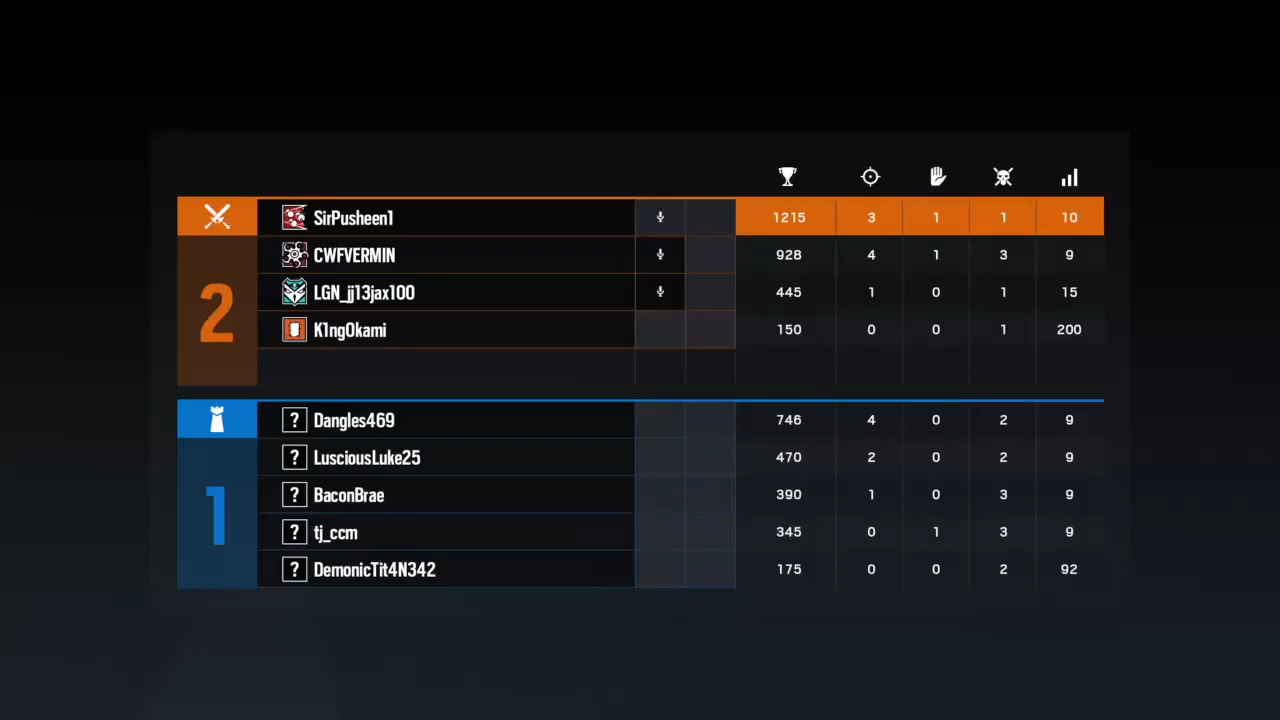 SirPusheen1 1215 3 1 1 10
CWFVERMIN 928 4 1 3 9
LGN_jj13jax100 445 1 0 1 15
2
K1ngOkami 150 0 0 1 200
? Dangles469 746 4 0 2 9
? LusciousLuke25 470 2 0 2 9
? BaconBrae 390 1 0 3 9
1
? tj_ccm 345 0 1 3 9
? DemonicTit4N342 175 0 0 2 92